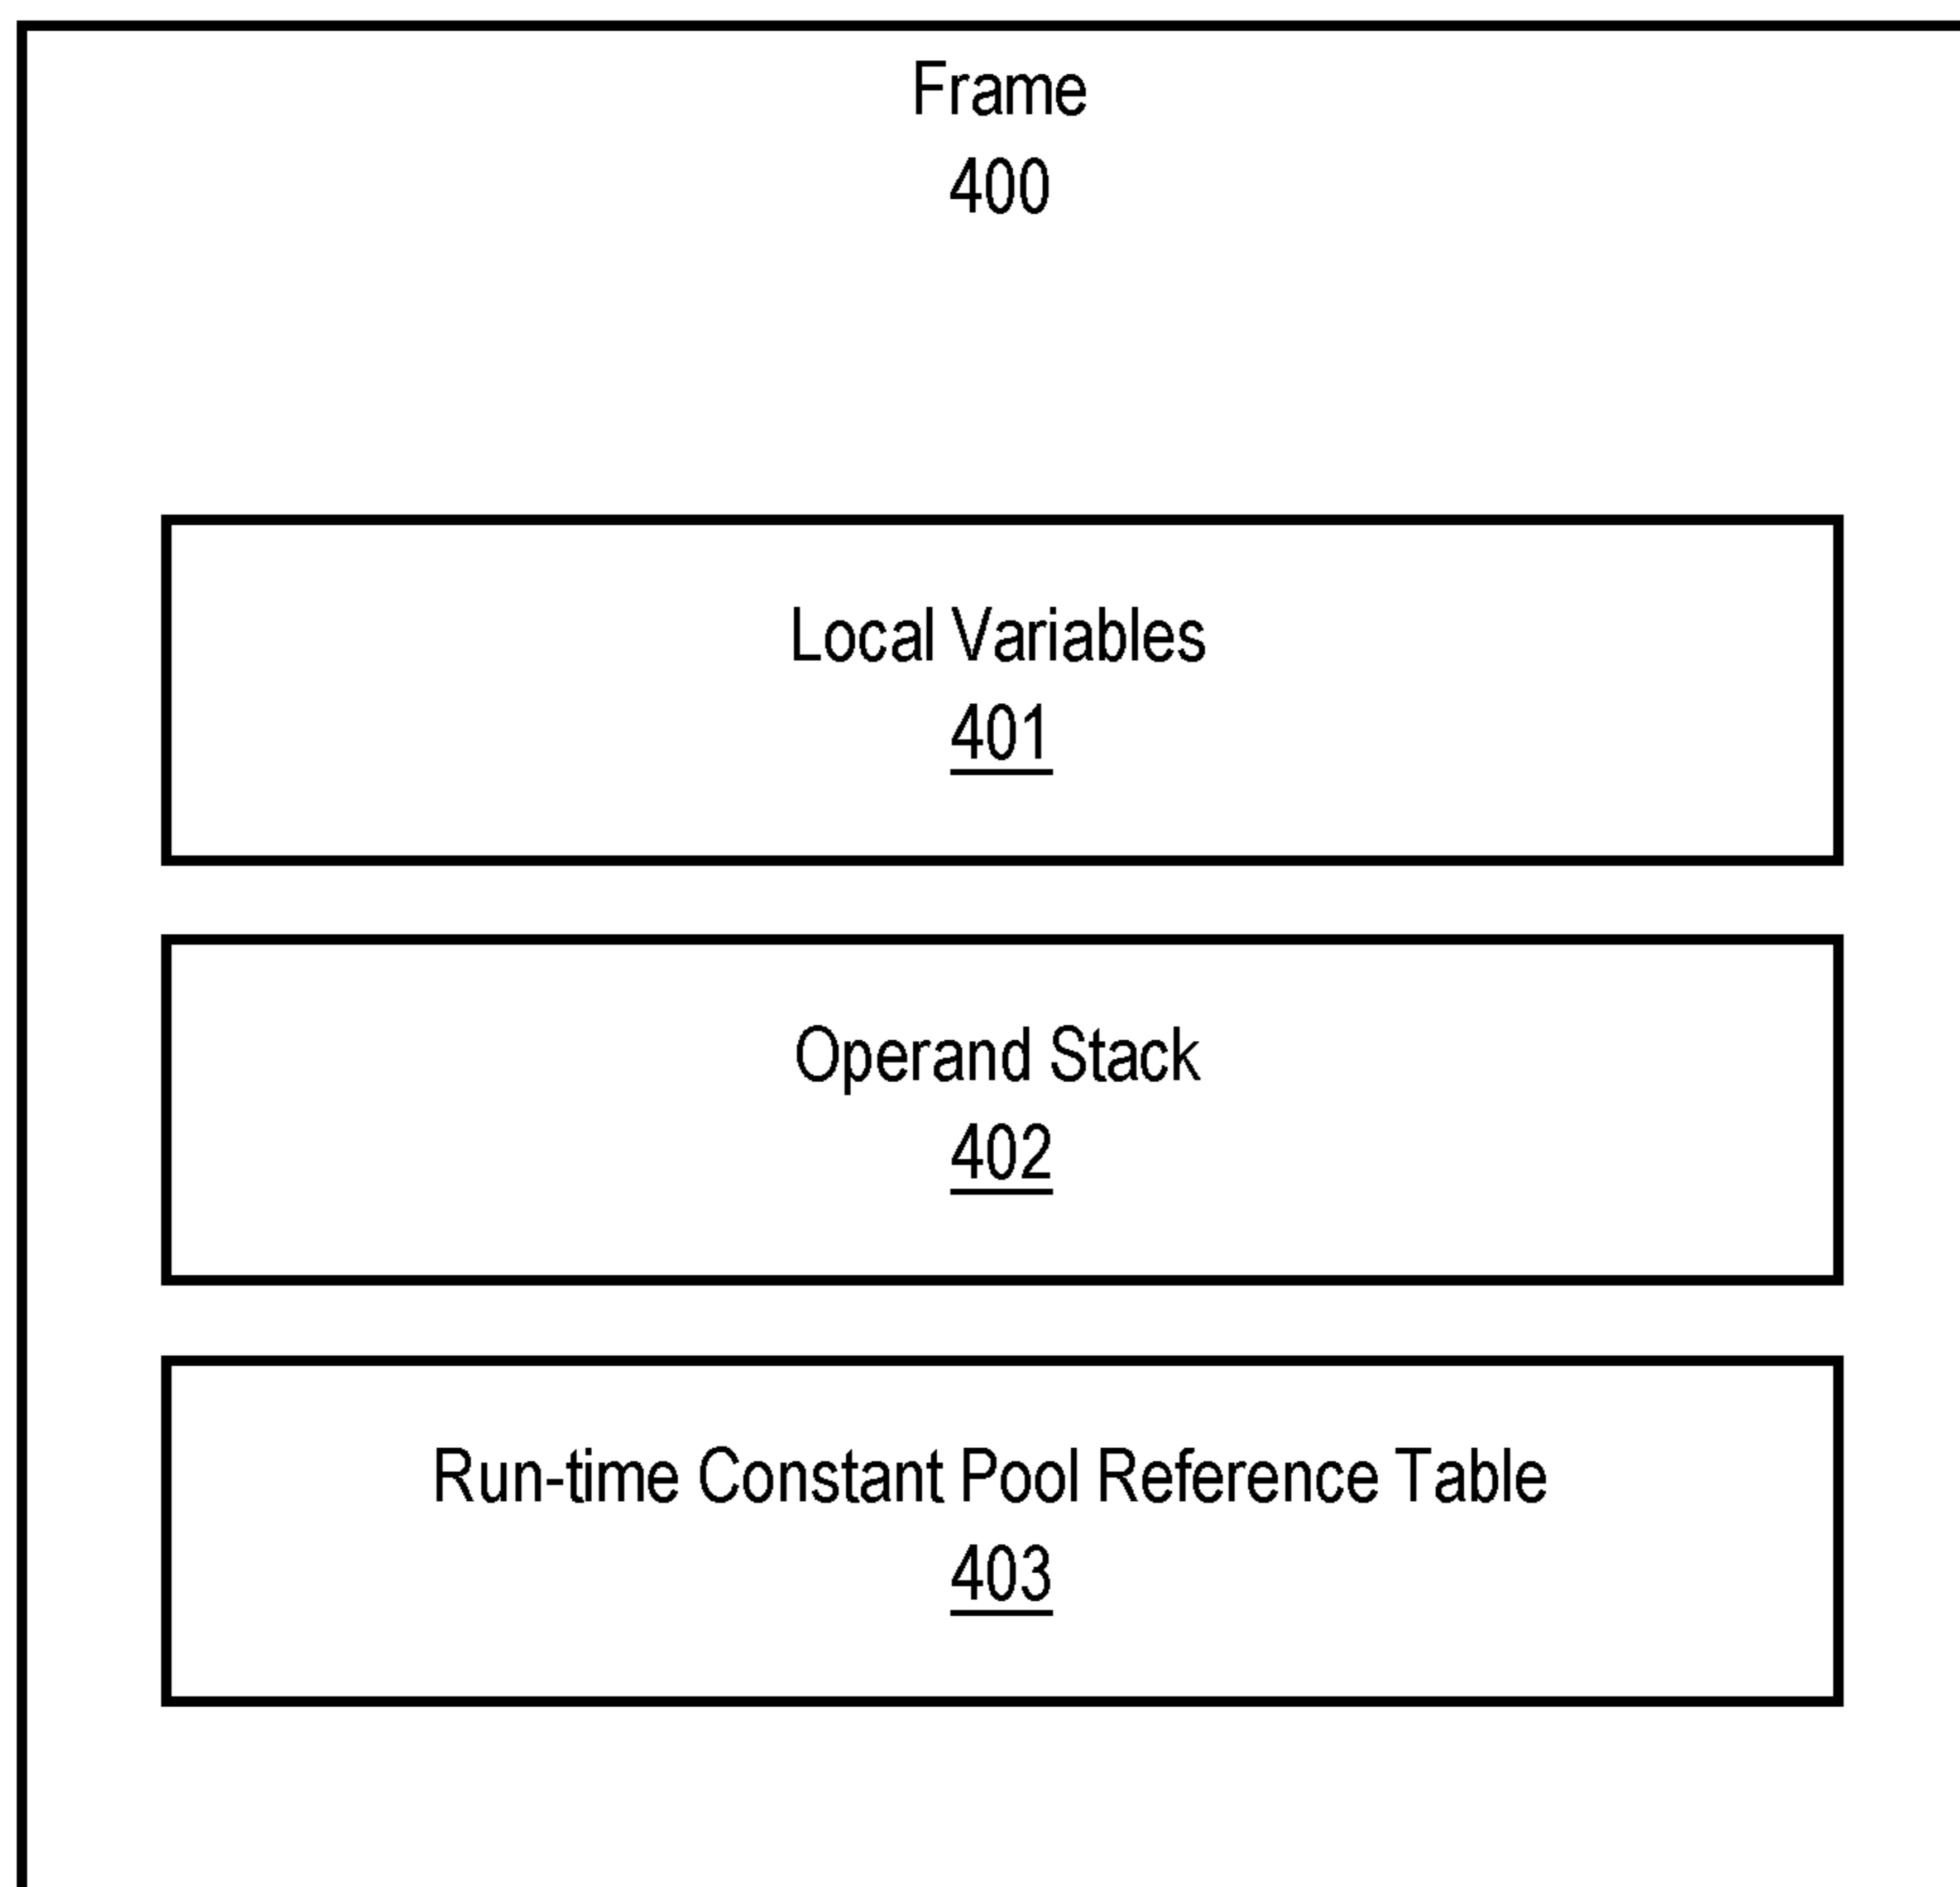 Frame
400
Local Variables
401
Operand Stack
402
Run-time Constant Pool Reference Table
403